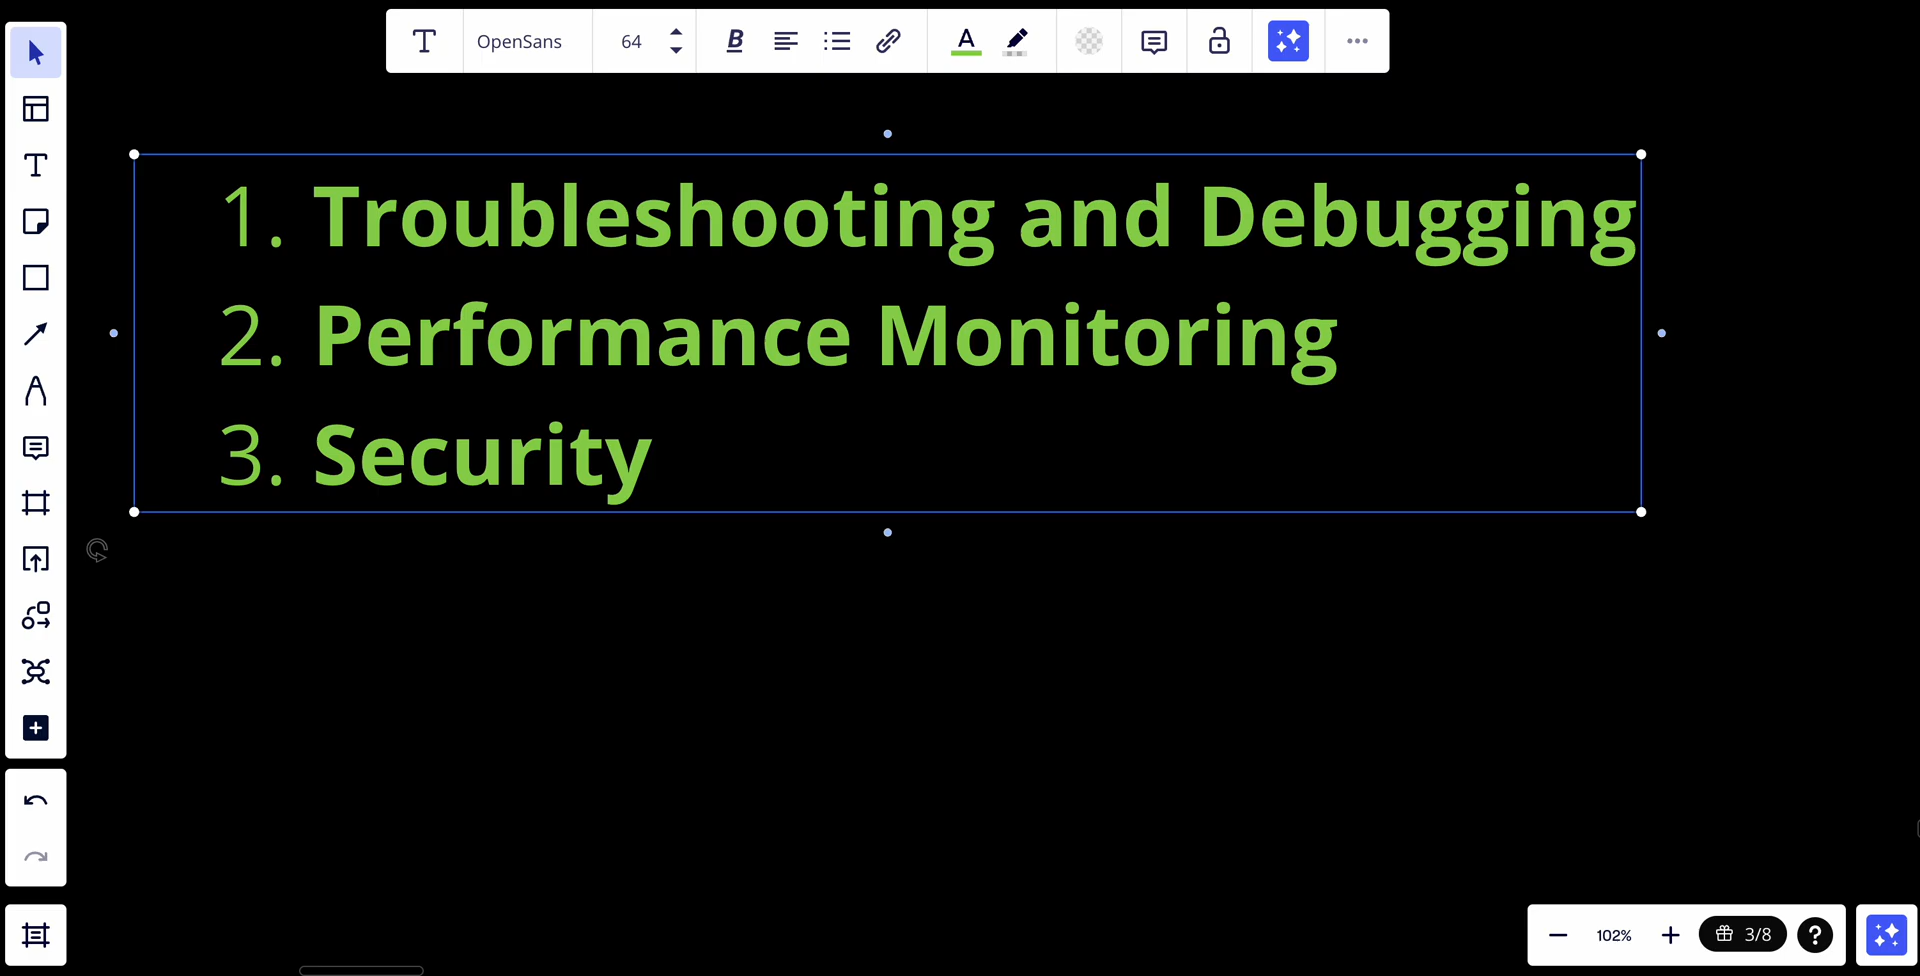 OpenSans 64 B A
1. Troubleshooting and Debugging
2. Performance Monitoring
3. Security
102% 3/8 ?